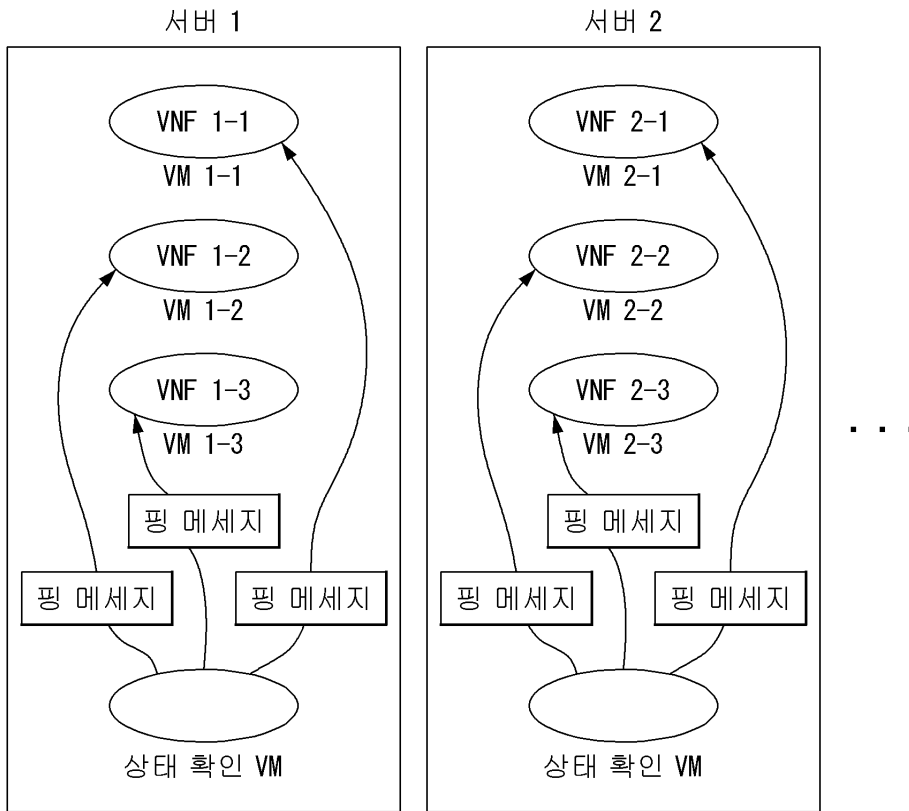 서버 1
VNF 1-1
VM 1-1
VNF 1-2
VM 1-2
VNF 1-3
VM 1-3
핑 메세지
핑 메세지
핑 메세지
상태 확인 VM
서버 2
VNF 2-1
VM 2-1
VNF 2-2
VM 2-2
VNF 2-3
VM 2-3
핑 메세지
핑 메세지
핑 메세지
상태 확인 VM
. . .